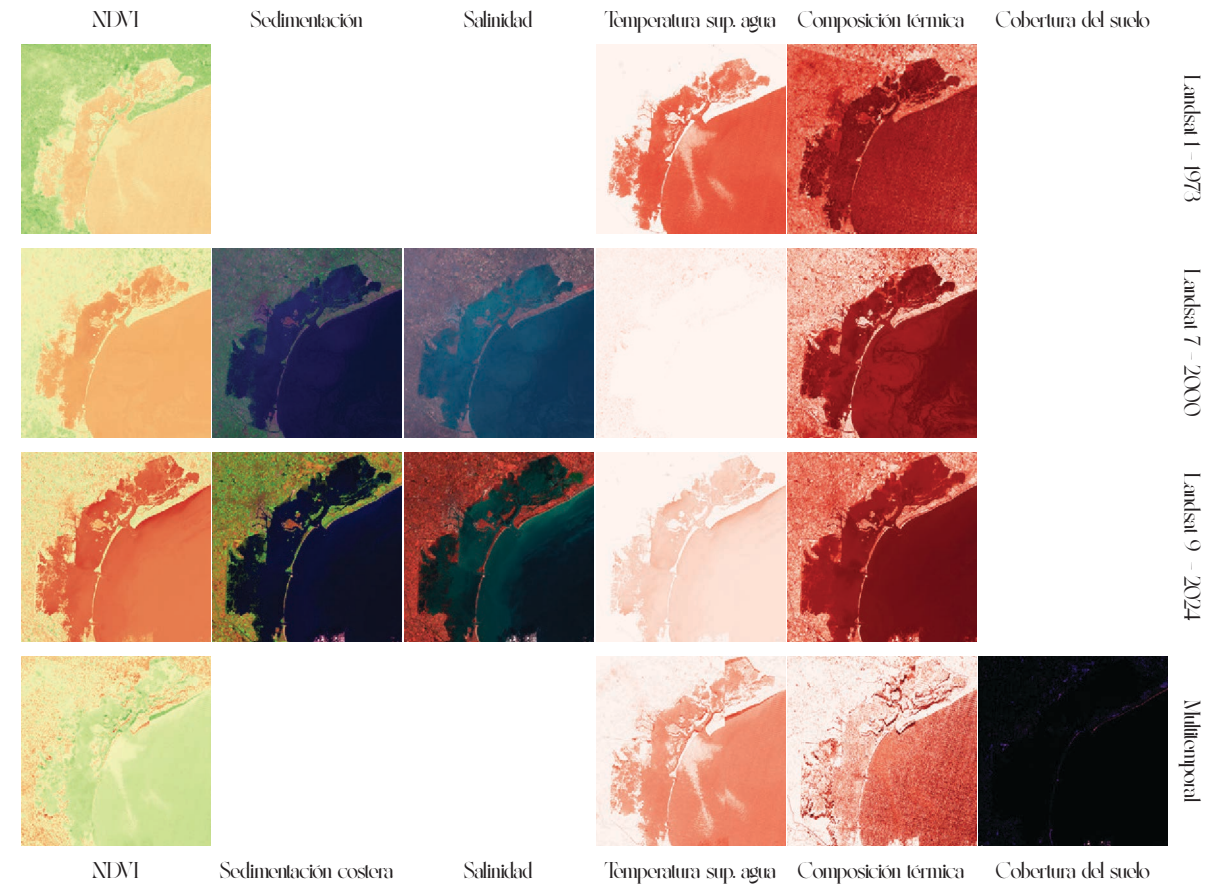 NDVI
Sedimentación
Salinidad
Temperatura sup. agua
Composición térmica
Cobertura del suelo
Landsat 1 - 1973
Landsat 7 - 2000
Landsat 9 - 2024
Multitemporal
NDVI
Sedimentación costera
Salinidad
Temperatura sup. agua
Composición térmica
Cobertura del suelo